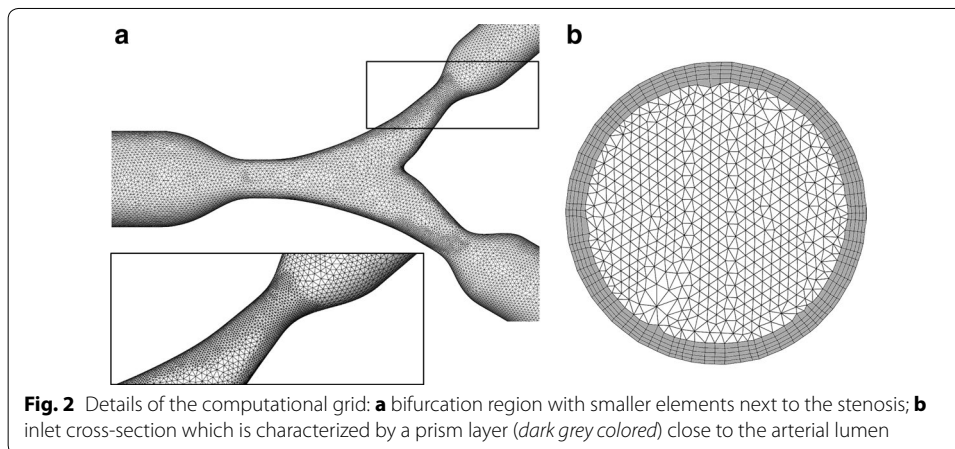 a
b
Fig. 2 Details of the computational grid: a bifurcation region with smaller elements next to the stenosis; b
inlet cross-section which is characterized by a prism layer (dark grey colored) close to the arterial lumen